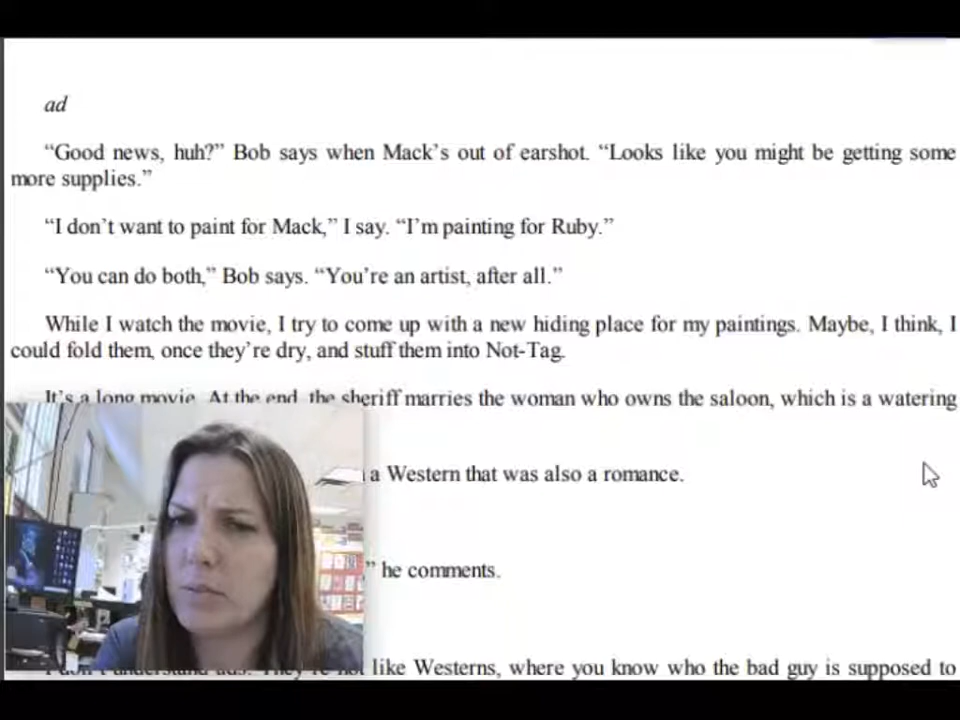 ad
“Good news, huh?” Bob says when Mack’s out of earshot. “Looks like you might be getting some
more supplies.”
“I don’t want to paint for Mack,” I say. “I’m painting for Ruby.”
“You can do both,” Bob says. “You’re an artist, after all.”
While I watch the movie, I try to come up with a new hiding place for my paintings. Maybe, I think, I
could fold them, once they’re dry, and stuff them into Not-Tag.
It’s a long movie. At the end, the sheriff marries the woman who owns the saloon, which is a watering
a Western that was also a romance.
” he comments.
like Westerns, where you know who the bad guy is supposed to